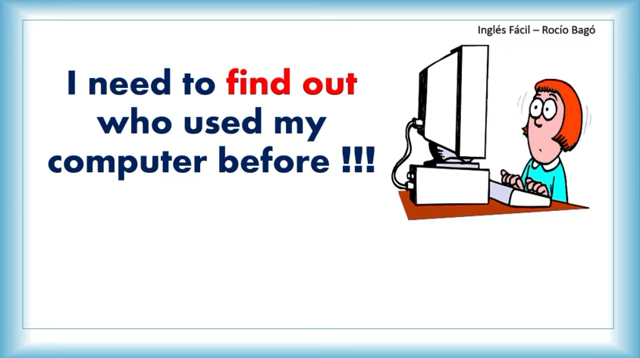 Inglés Fácil – Rocío Bagó
I need to find out
who used my
computer before !!!